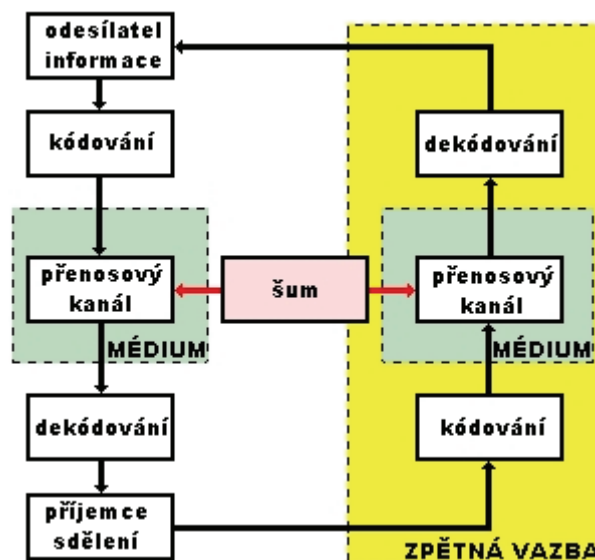 odesílatel
informace
kódování
přenosový
kanál
MÉDIUM
dekódování
příjemce
sdělení
šum
dekódování
přenosový
kanál
MÉDIUM
kódování
ZPĚTNÁ VAZBA